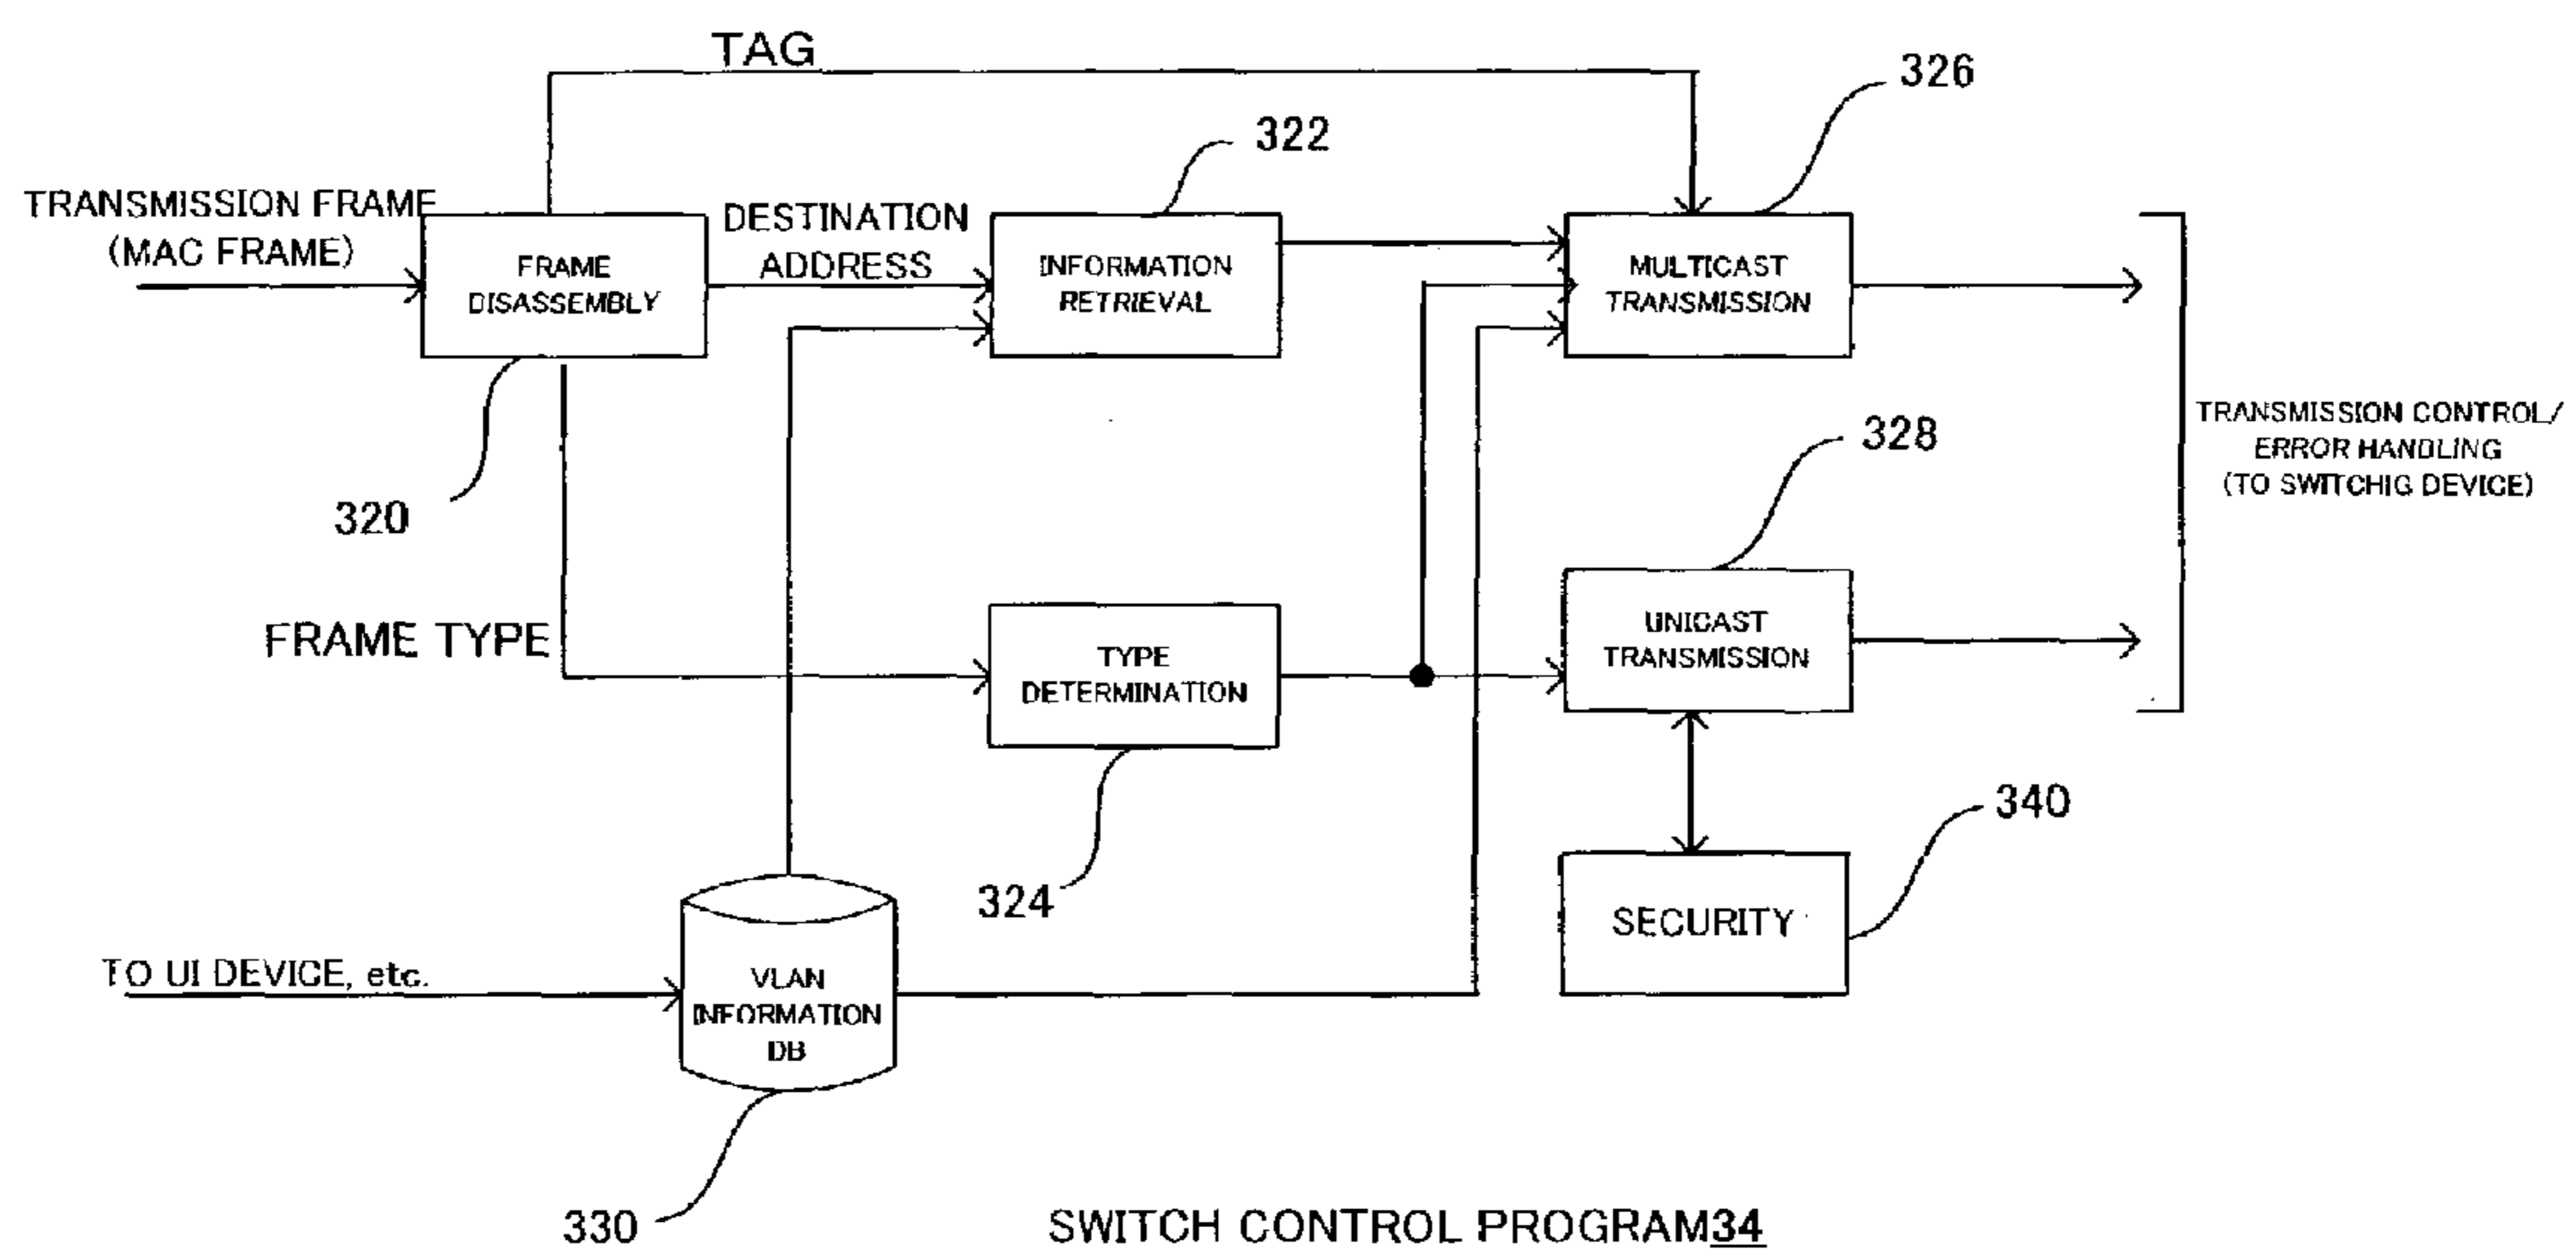 TAG
326
322
TRANSMISSION FRAME
(MAC FRAME)
DESTINATION
ADDRESS
FRAME
DISASSEMBLY
INFORMATION
RETRIEVAL
MULTICAST
TRANSMISSION
TRANSMISSION CONTROL/
ERROR HANDLING
(TO SWITCHIG DEVICE)
328
320
FRAME TYPE
UNICAST
TRANSMISSION
TYPE
DETERMINATION
340
324
SECURITY
TO UI DEVICE, etc.
VLAN
INFORMATION
DB
330
SWITCH CONTROL PROGRAM34